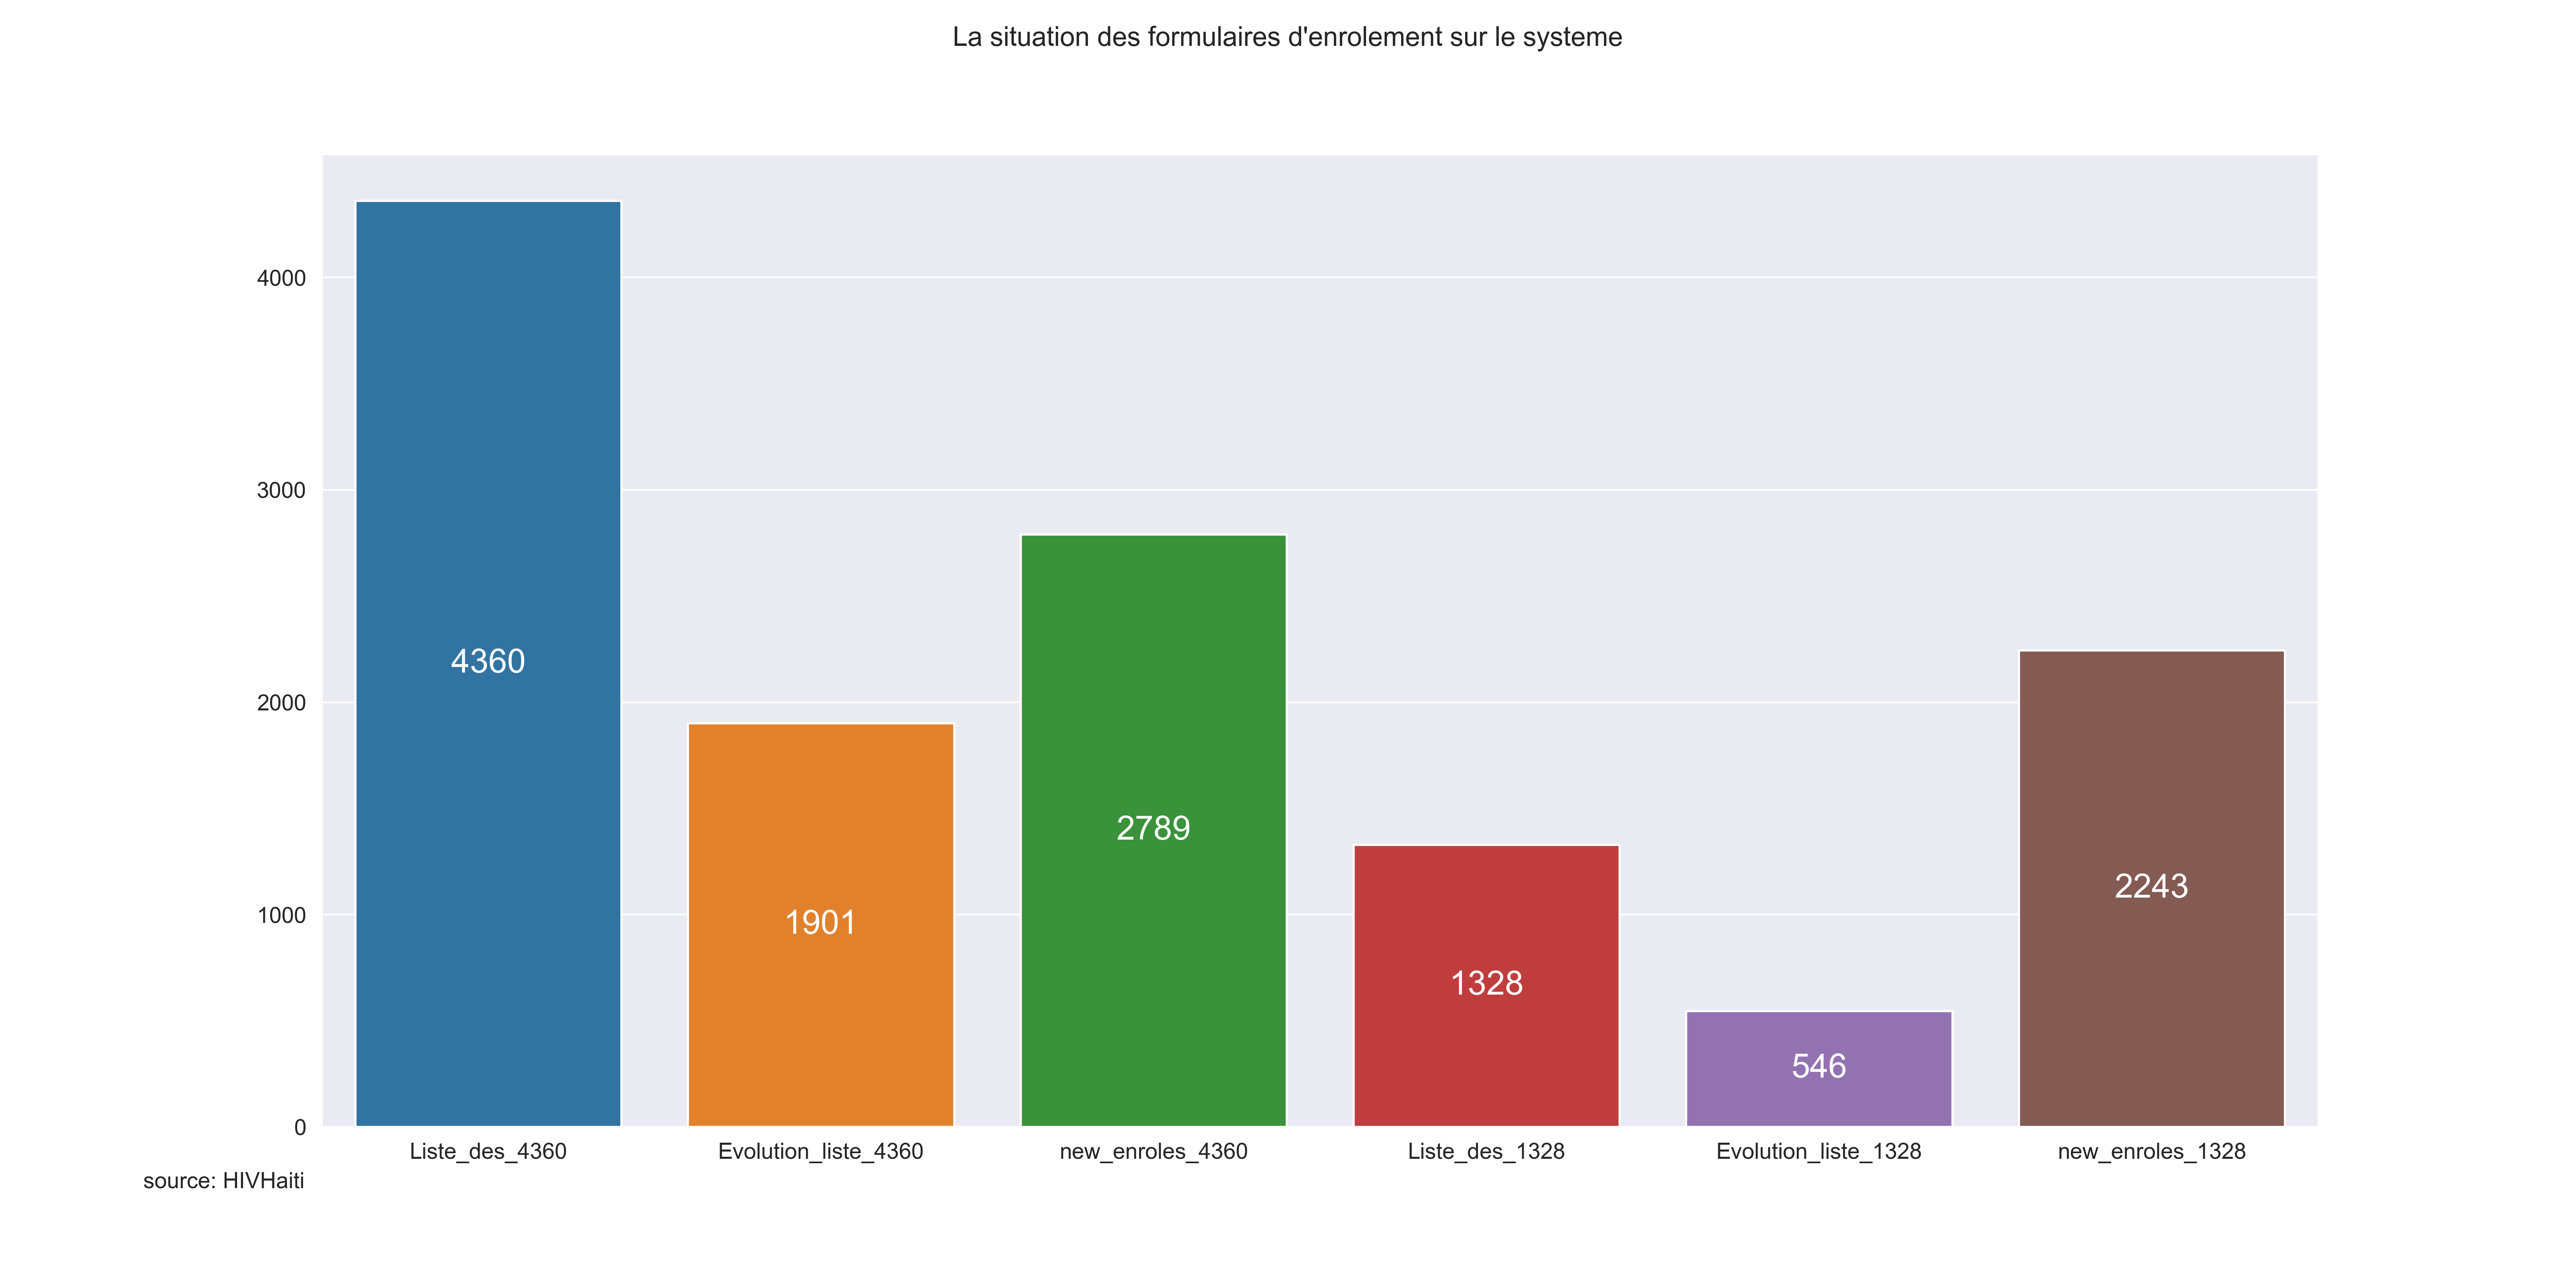 La situation des formulaires d'enrolement sur le systeme
4000
3000
2000
1000
0
4360
1901
2789
1328
546
2243
Liste_des_4360
Evolution_liste_4360
new_enroles_4360
Liste_des_1328
Evolution_liste_1328
new_enroles_1328
source: HIVHaiti